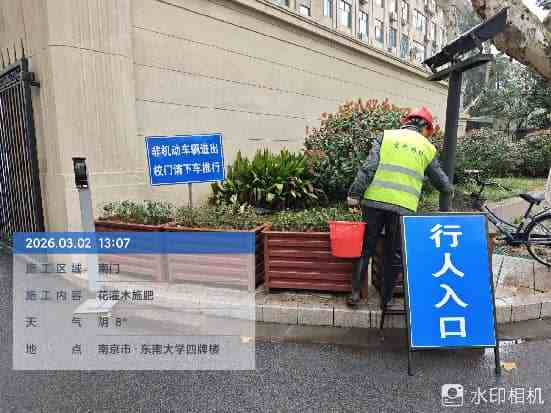 非机动车辆进出
校门请下车推行
行人入口
2026.03.02 13:07
施工区域 南门
施工内容 花灌木施肥
天气 阴 8°
地点 南京市·东南大学四牌楼
水印相机